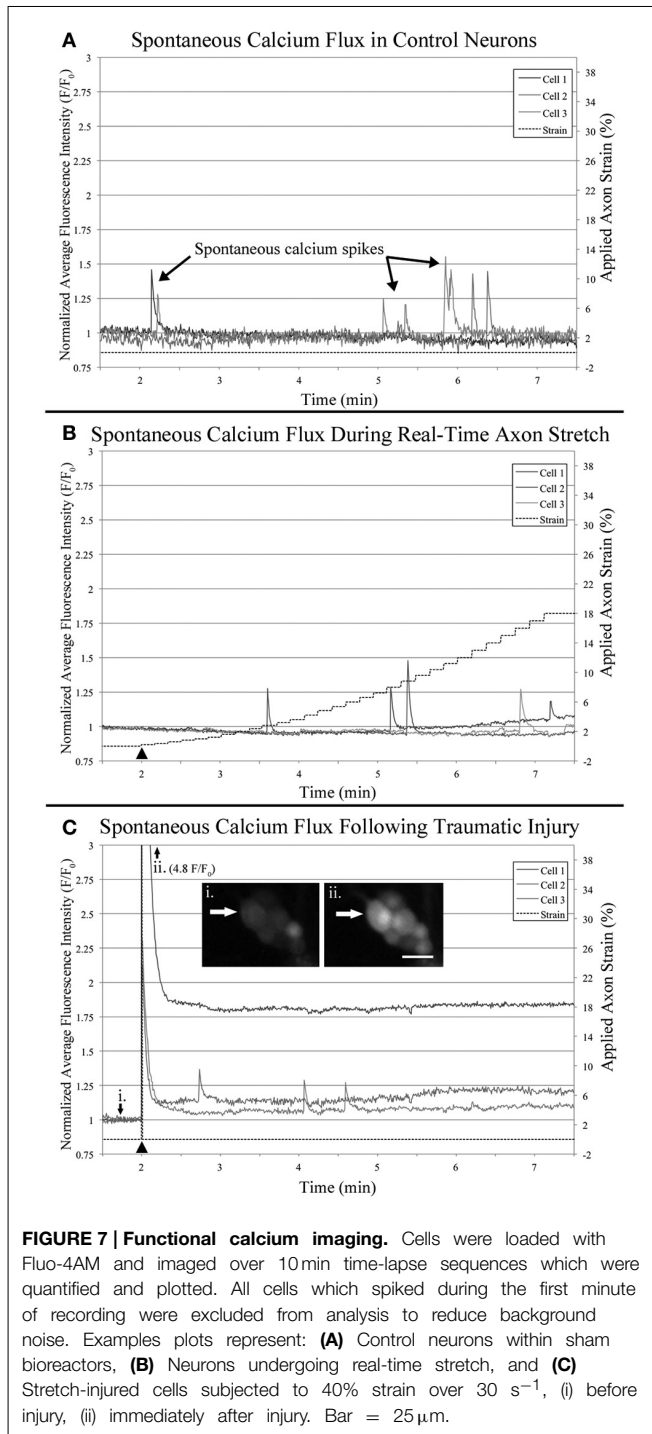 A Spontaneous Calcium Flux in Control Neurons
Normalized Average Fluorescence Intensity (F/F0)
3
2.75
2.5
2.25
2
1.75
1.5
1.25
1
0.75
Cell 1
Cell 2
Cell 3
Strain
Spontaneous calcium spikes
38
34
30
26
22
18
14
10
6
2
-2
Applied Axon Strain (%)
2 3 4 5 6 7
Time (min)
B Spontaneous Calcium Flux During Real-Time Axon Stretch
Normalized Average Fluorescence Intensity (F/F0)
3
2.75
2.5
2.25
2
1.75
1.5
1.25
1
0.75
Cell 1
Cell 2
Cell 3
Strain
38
34
30
26
22
18
14
10
6
2
-2
Applied Axon Strain (%)
2 3 4 5 6 7
Time (min)
C Spontaneous Calcium Flux Following Traumatic Injury
Normalized Average Fluorescence Intensity (F/F0)
3
2.75
2.5
2.25
2
1.75
1.5
1.25
1
0.75
ii. (4.8 F/F0)
i.
ii.
i.
Cell 1
Cell 2
Cell 3
Strain
38
34
30
26
22
18
14
10
6
2
-2
Applied Axon Strain (%)
2 3 4 5 6 7
Time (min)
FIGURE 7 | Functional calcium imaging. Cells were loaded with
Fluo-4AM and imaged over 10 min time-lapse sequences which were
quantified and plotted. All cells which spiked during the first minute
of recording were excluded from analysis to reduce background
noise. Examples plots represent: (A) Control neurons within sham
bioreactors, (B) Neurons undergoing real-time stretch, and (C)
Stretch-injured cells subjected to 40% strain over 30 s−1, (i) before
injury, (ii) immediately after injury. Bar = 25 μm.